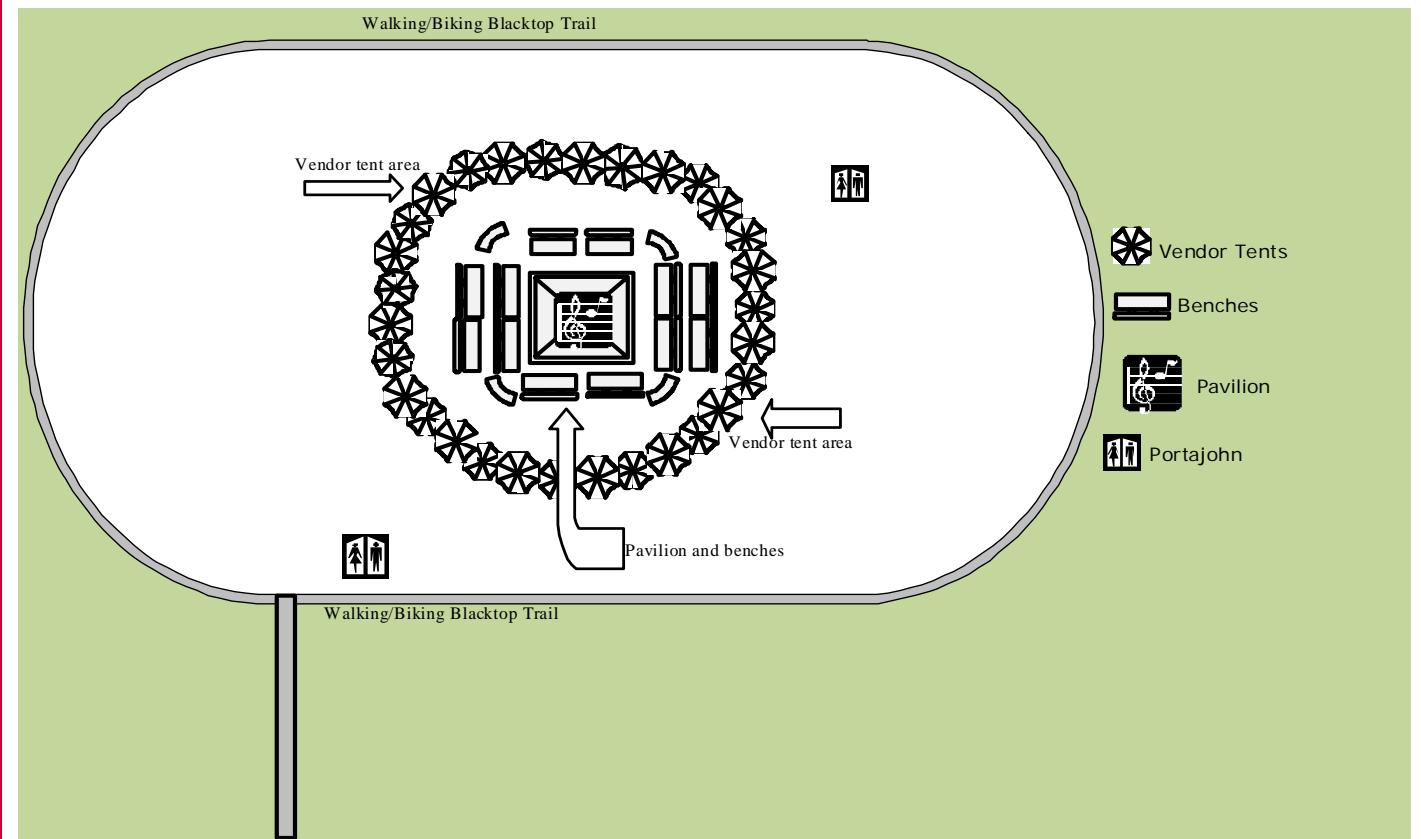 Walking/Biking Blacktop Trail
Vendor tent area
Vendor Tents
Benches
Pavilion
Vendor tent area
Portajohn
Pavilion and benches
Walking/Biking Blacktop Trail